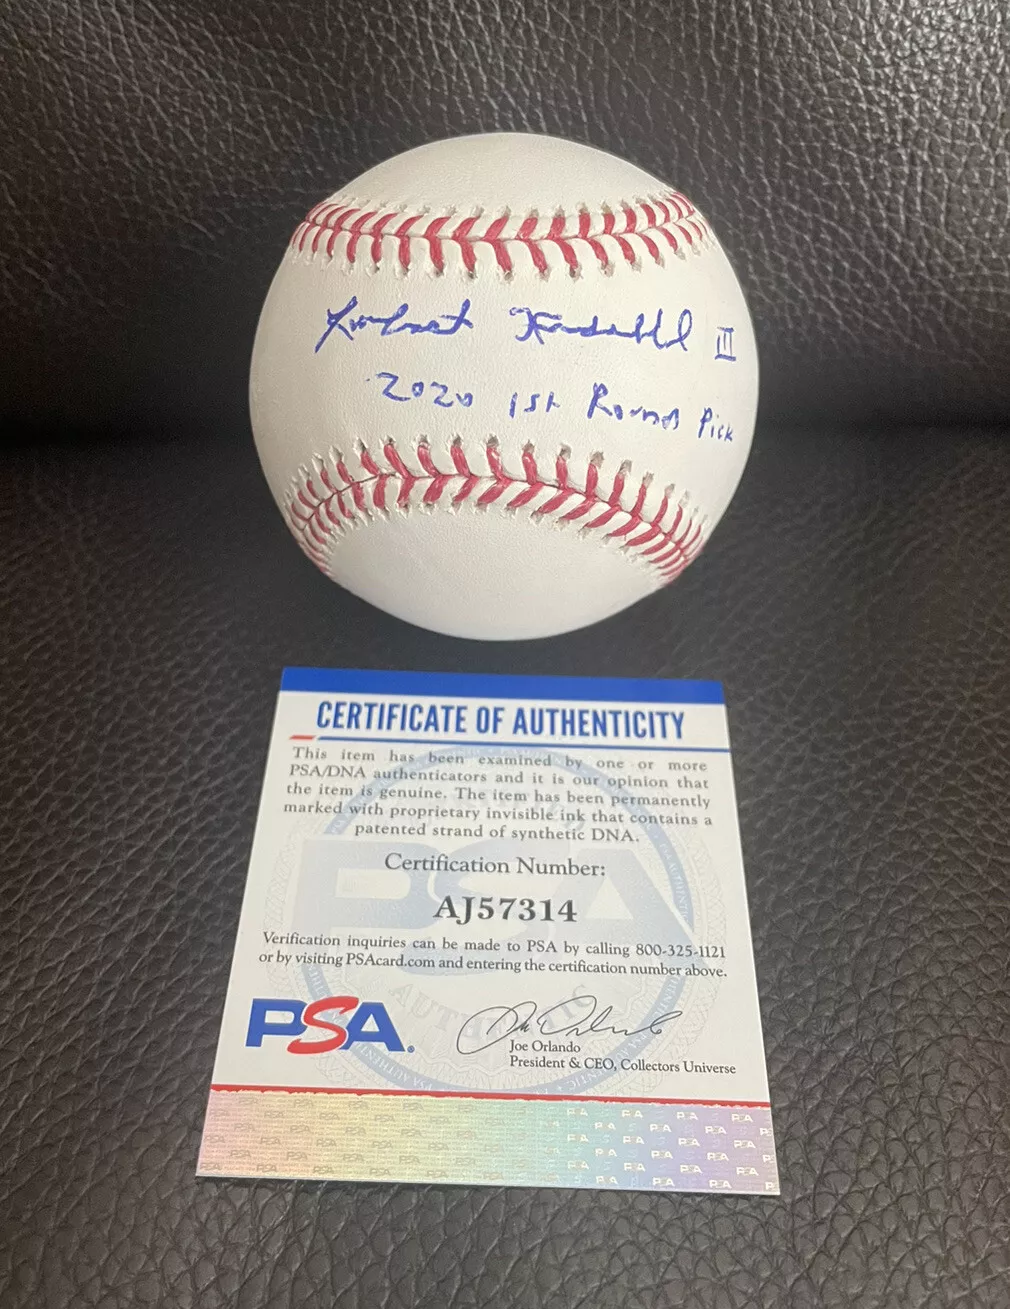 Robert Hassell III
2020 1st Round Pick
CERTIFICATE OF AUTHENTICITY
This item has been examined by one or more
PSA/DNA authenticators and it is our opinion that
the item is genuine. The item has been permanently
marked with proprietary invisible ink that contains a
patented strand of synthetic DNA.
Certification Number:
AJ57314
Verification inquiries can be made to PSA by calling 800-325-1121
or by visiting PSAcard.com and entering the certification number above.
PSA®
Joe Orlando
Joe Orlando
President & CEO, Collectors Universe